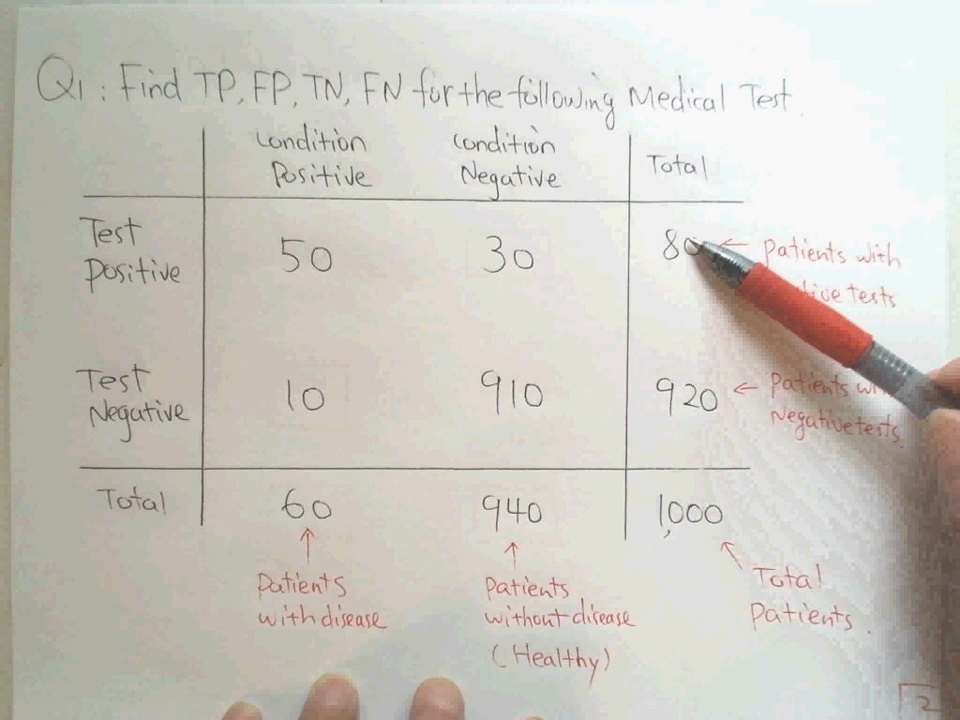 Q1: Find TP, FP, TN, FN for the following Medical Test.
Condition Positive
Condition Negative
Total
Test Positive
50
30
80
← Patients with
tests
Test Negative
10
910
920
← Patients
Negative tests
Total
60
940
1,000
↑
↑
↖
Patients
with disease
Patients
without disease
(Healthy)
Total
Patients.